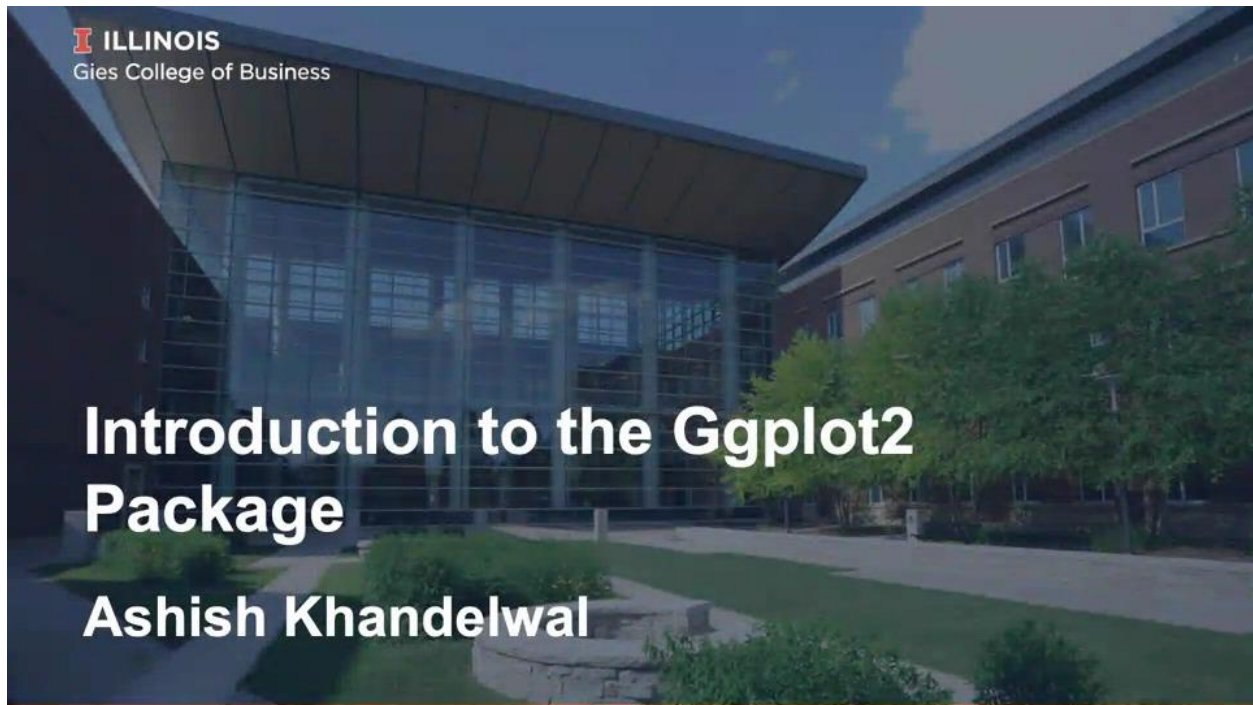 ILLINOIS
Gies College of Business
Introduction to the Ggplot2
Package
Ashish Khandelwal